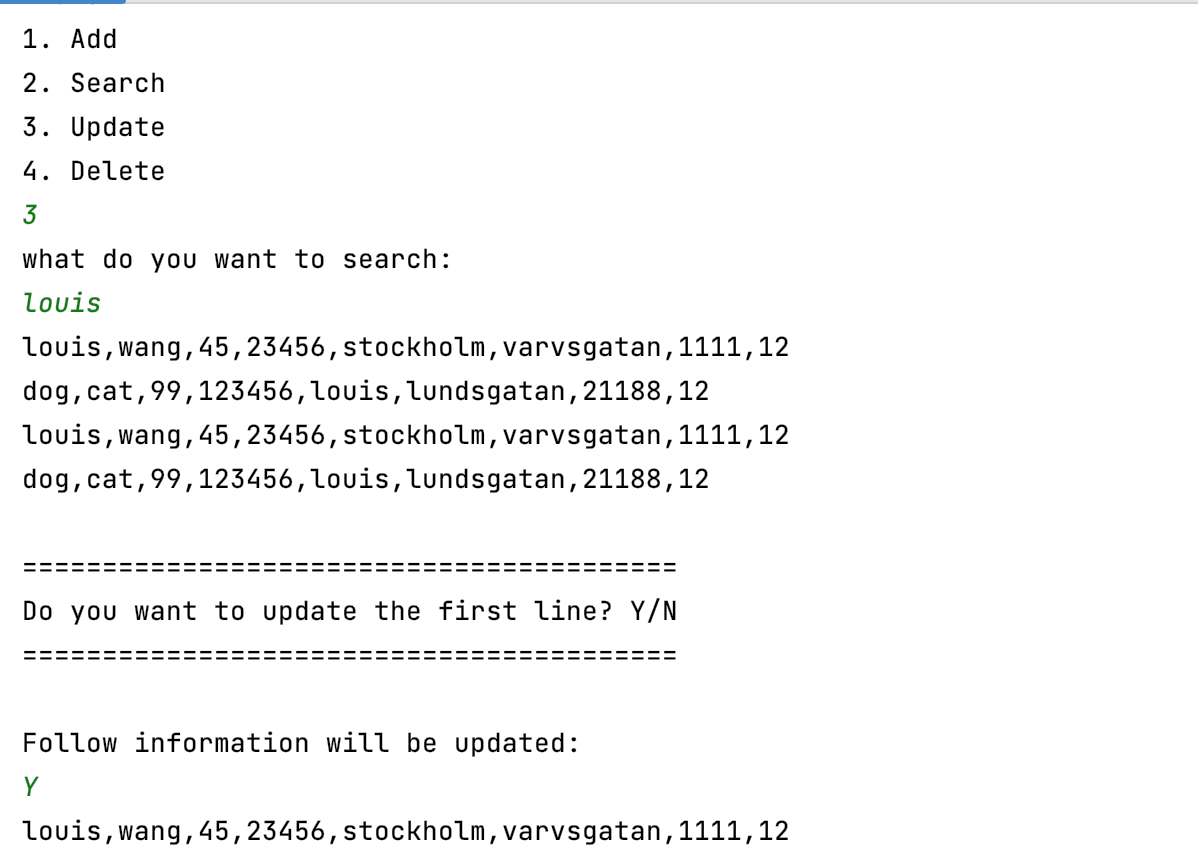 1. Add
2. Search
3. Update
4. Delete
3
what do you want to search:
louis
louis,wang,45,23456,stockholm,varvsgatan,1111,12
dog,cat,99,123456,louis,lundsgatan,21188,12
louis,wang,45,23456,stockholm,varvsgatan,1111,12
dog,cat,99,123456,louis,lundsgatan,21188,12
=========================================
Do you want to update the first line? Y/N
=========================================
Follow information will be updated:
Y
louis,wang,45,23456,stockholm,varvsgatan,1111,12